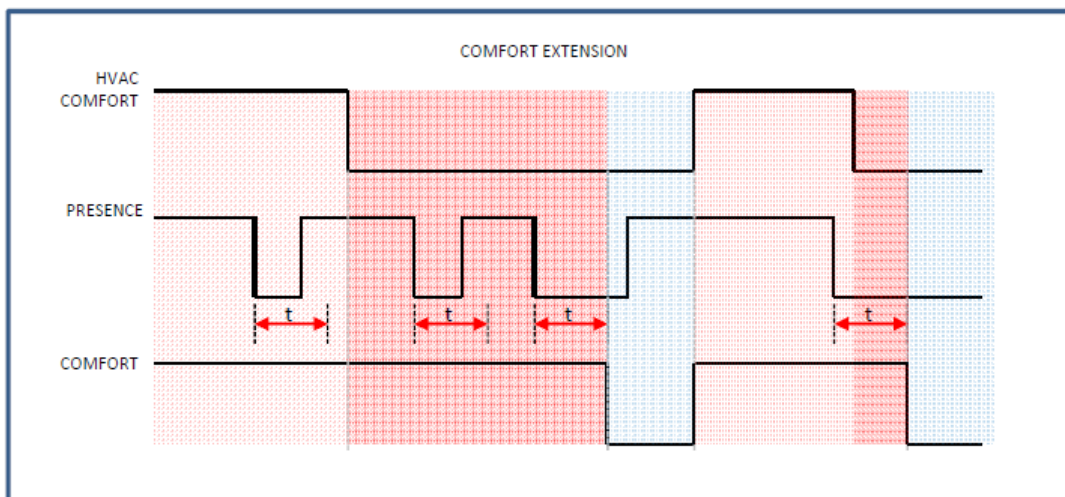 COMFORT EXTENSION
HVAC
COMFORT
PRESENCE
t
t
t
t
COMFORT